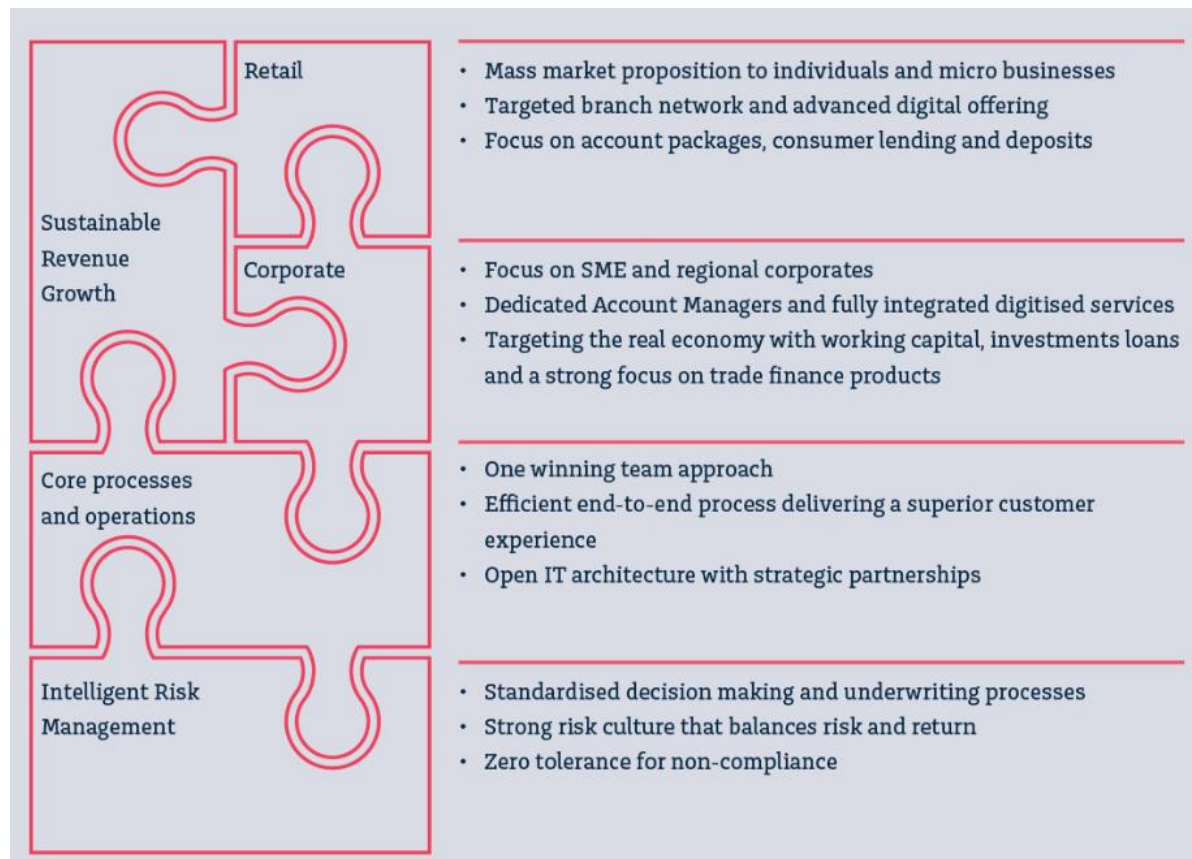 Retail
• Mass market proposition to individuals and micro businesses
• Targeted branch network and advanced digital offering
• Focus on account packages, consumer lending and deposits
Sustainable
Revenue
Growth
Corporate
• Focus on SME and regional corporates
• Dedicated Account Managers and fully integrated digitised services
• Targeting the real economy with working capital, investments loans
and a strong focus on trade finance products
Core processes
and operations
• One winning team approach
• Efficient end-to-end process delivering a superior customer
experience
• Open IT architecture with strategic partnerships
Intelligent Risk
Management
• Standardised decision making and underwriting processes
• Strong risk culture that balances risk and return
• Zero tolerance for non-compliance